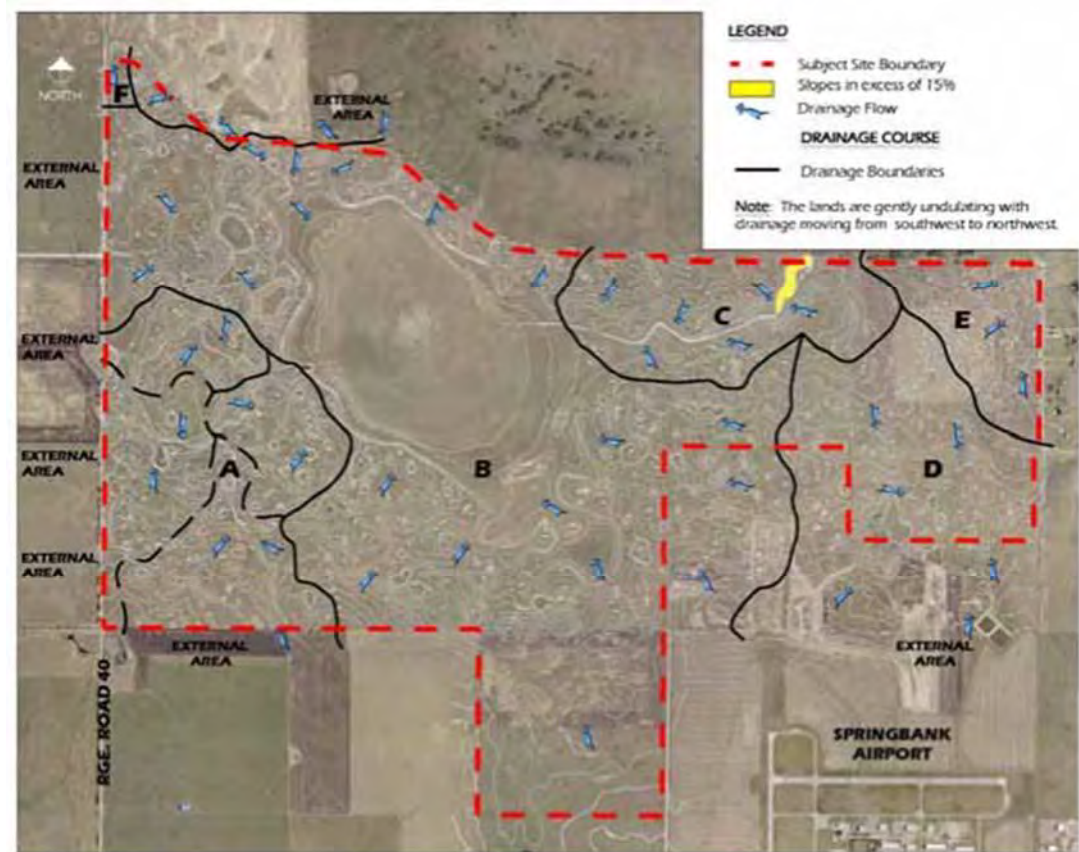 LEGEND
Subject Site Boundary
Slopes in excess of 15%
Drainage Flow
DRAINAGE COURSE
Drainage Boundaries
Note: The lands are gently undulating with
drainage moving from southwest to northwest.
NORTH
F
EXTERNAL
AREA
EXTERNAL
AREA
C
E
EXTERNAL
AREA
EXTERNAL
AREA
A
B
D
EXTERNAL
AREA
EXTERNAL
AREA
EXTERNAL
AREA
RGE. ROAD 40
SPRINGBANK
AIRPORT